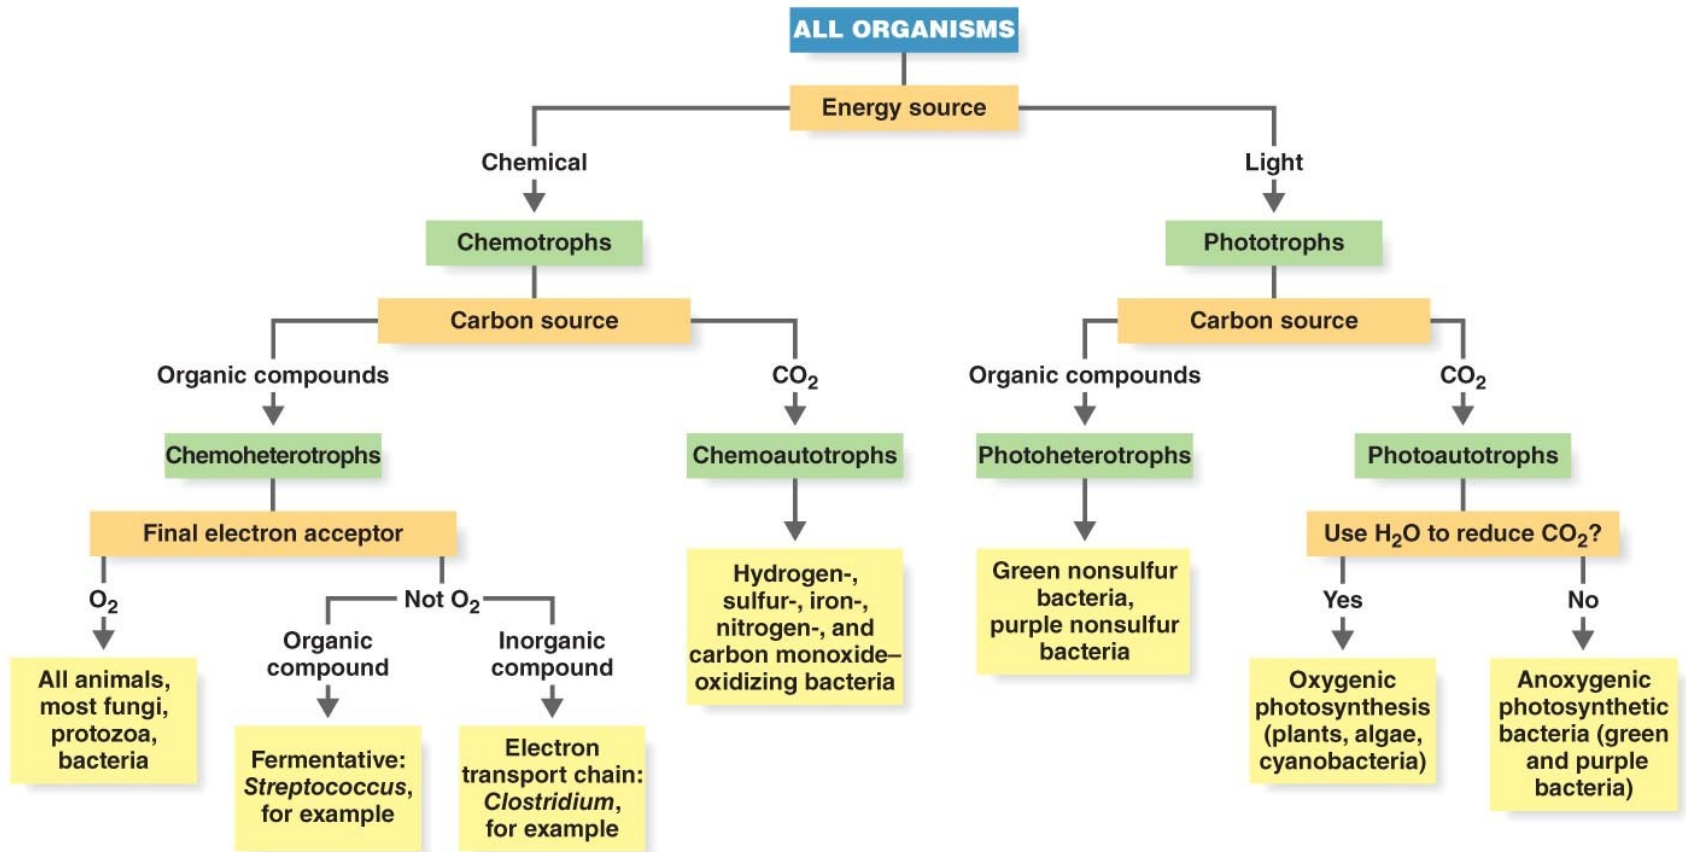 ALL ORGANISMS
Energy source
Chemical
Light
Chemotrophs
Phototrophs
Carbon source
Carbon source
Organic compounds
CO₂
Organic compounds
CO₂
Chemoheterotrophs
Chemoautotrophs
Photoheterotrophs
Photoautotrophs
Final electron acceptor
Use H₂O to reduce CO₂?
O₂
Not O₂
Organic
compound
Inorganic
compound
Yes
No
All animals,
most fungi,
protozoa,
bacteria
Fermentative:
Streptococcus,
for example
Electron
transport chain:
Clostridium,
for example
Hydrogen-,
sulfur-, iron-,
nitrogen-, and
carbon monoxide–
oxidizing bacteria
Green nonsulfur
bacteria,
purple nonsulfur
bacteria
Oxygenic
photosynthesis
(plants, algae,
cyanobacteria)
Anoxygenic
photosynthetic
bacteria (green
and purple
bacteria)